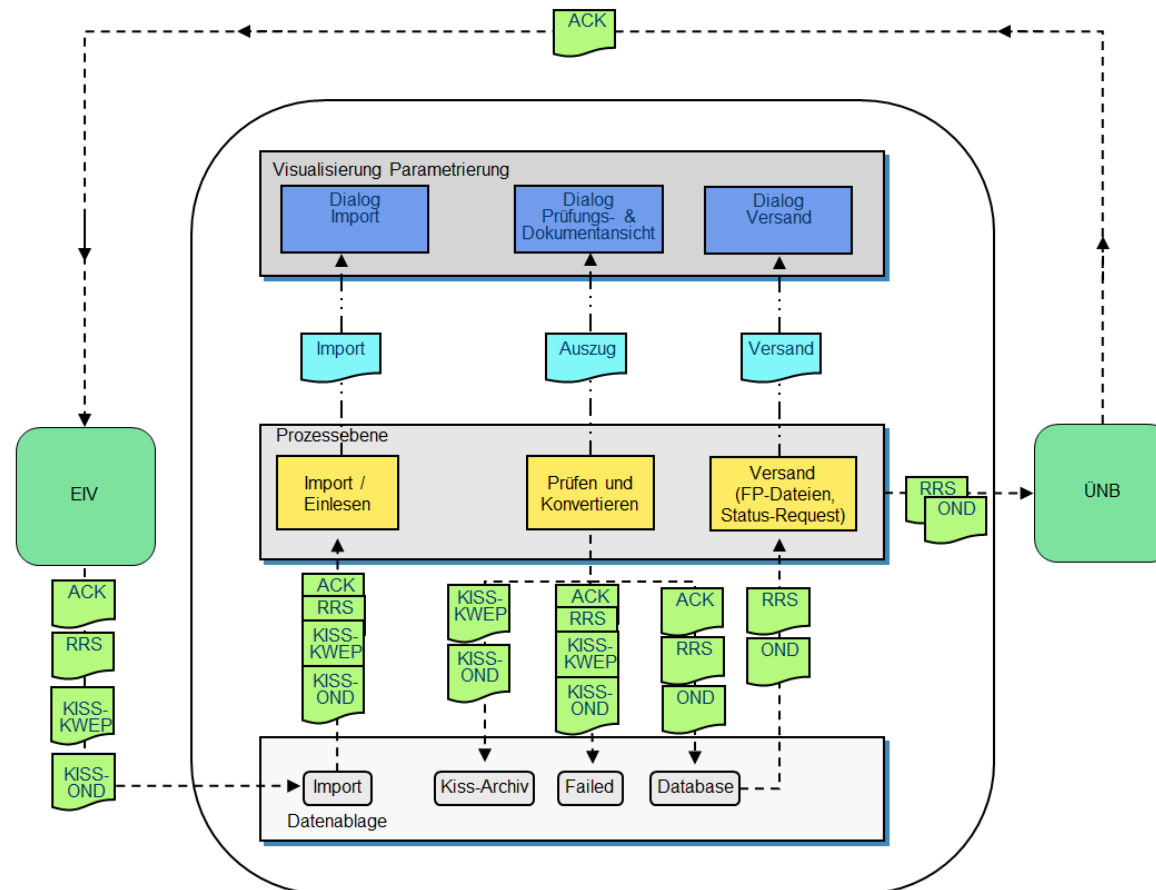 ACK
Visualisierung Parametrierung
Dialog
Import
Dialog
Prüfungs- &
Dokumentansicht
Dialog
Versand
Import
Auszug
Versand
Prozessebene
EIV
Import /
Einlesen
Prüfen und
Konvertieren
Versand
(FP-Dateien,
Status-Request)
RRS
OND
ÜNB
ACK
RRS
KISS-
KWEP
KISS-
OND
ACK
RRS
KISS-
KWEP
KISS-
OND
KISS-
KWEP
KISS-
OND
ACK
RRS
KISS-
KWEP
KISS-
OND
ACK
RRS
OND
RRS
OND
Import
Kiss-Archiv
Failed
Database
Datenablage